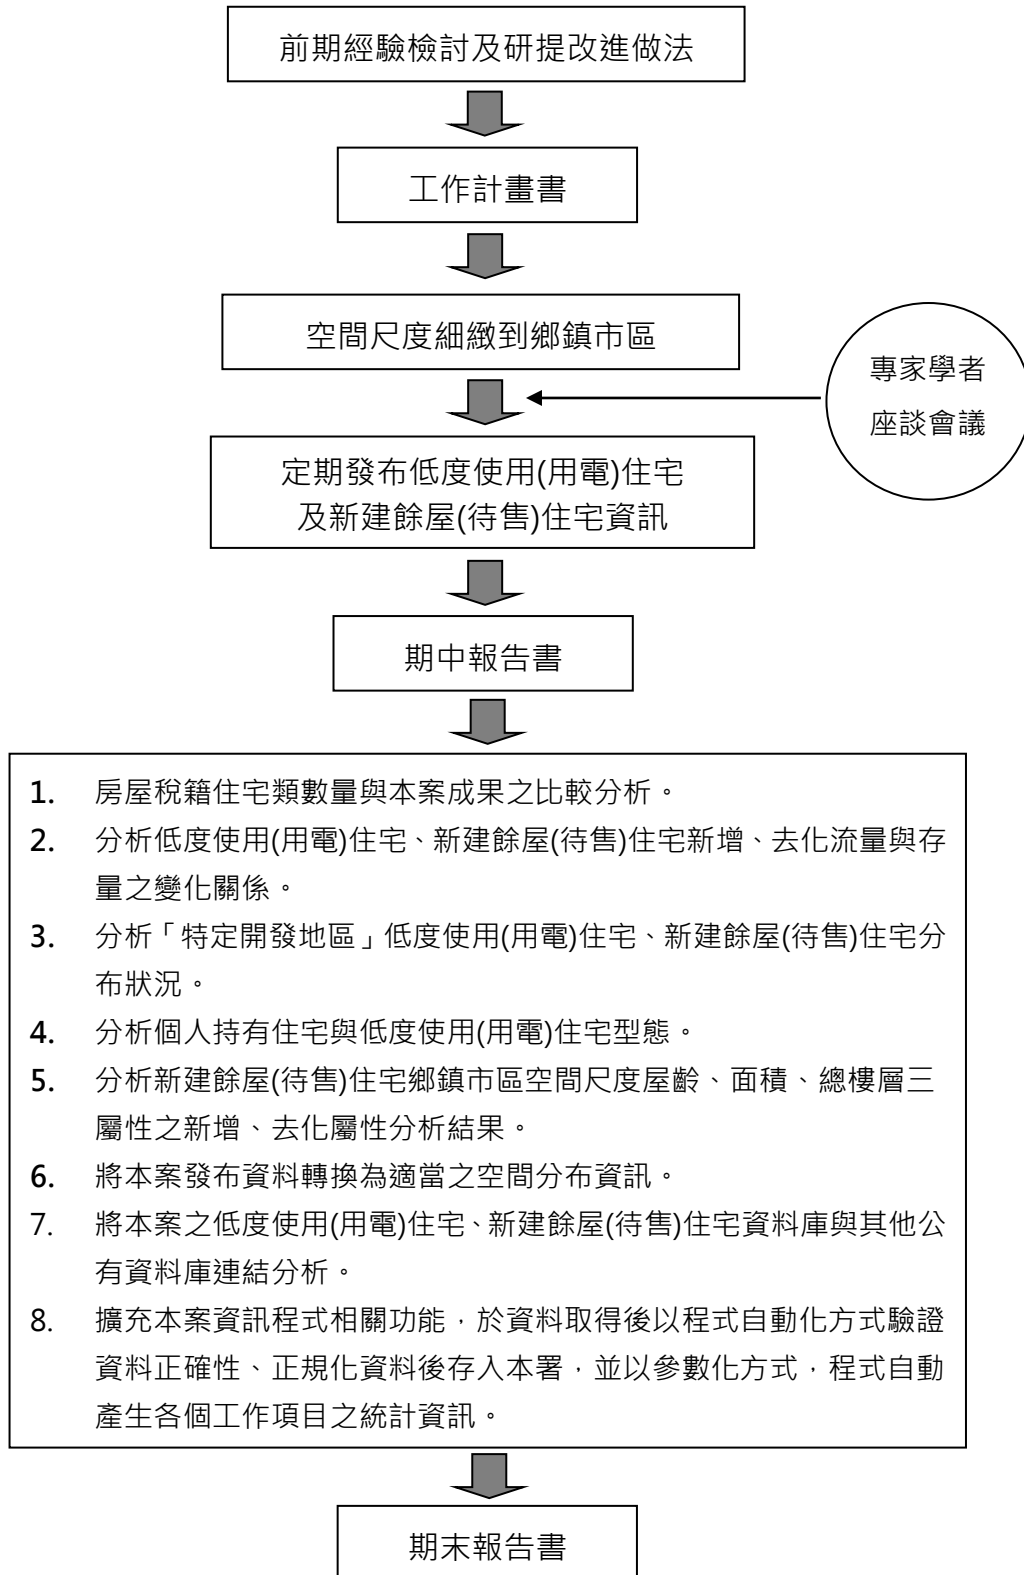 前期經驗檢討及研提改進做法
工作計畫書
空間尺度細緻到鄉鎮市區
專家學者
座談會議
定期發布低度使用(用電)住宅
及新建餘屋(待售)住宅資訊
期中報告書
1. 房屋稅籍住宅類數量與本案成果之比較分析。
2. 分析低度使用(用電)住宅、新建餘屋(待售)住宅新增、去化流量與存
量之變化關係。
3. 分析「特定開發地區」低度使用(用電)住宅、新建餘屋(待售)住宅分
布狀況。
4. 分析個人持有住宅與低度使用(用電)住宅型態。
5. 分析新建餘屋(待售)住宅鄉鎮市區空間尺度屋齡、面積、總樓層三
屬性之新增、去化屬性分析結果。
6. 將本案發布資料轉換為適當之空間分布資訊。
7. 將本案之低度使用(用電)住宅、新建餘屋(待售)住宅資料庫與其他公
有資料庫連結分析。
8. 擴充本案資訊程式相關功能，於資料取得後以程式自動化方式驗證
資料正確性、正規化資料後存入本署，並以參數化方式，程式自動
產生各個工作項目之統計資訊。
期末報告書